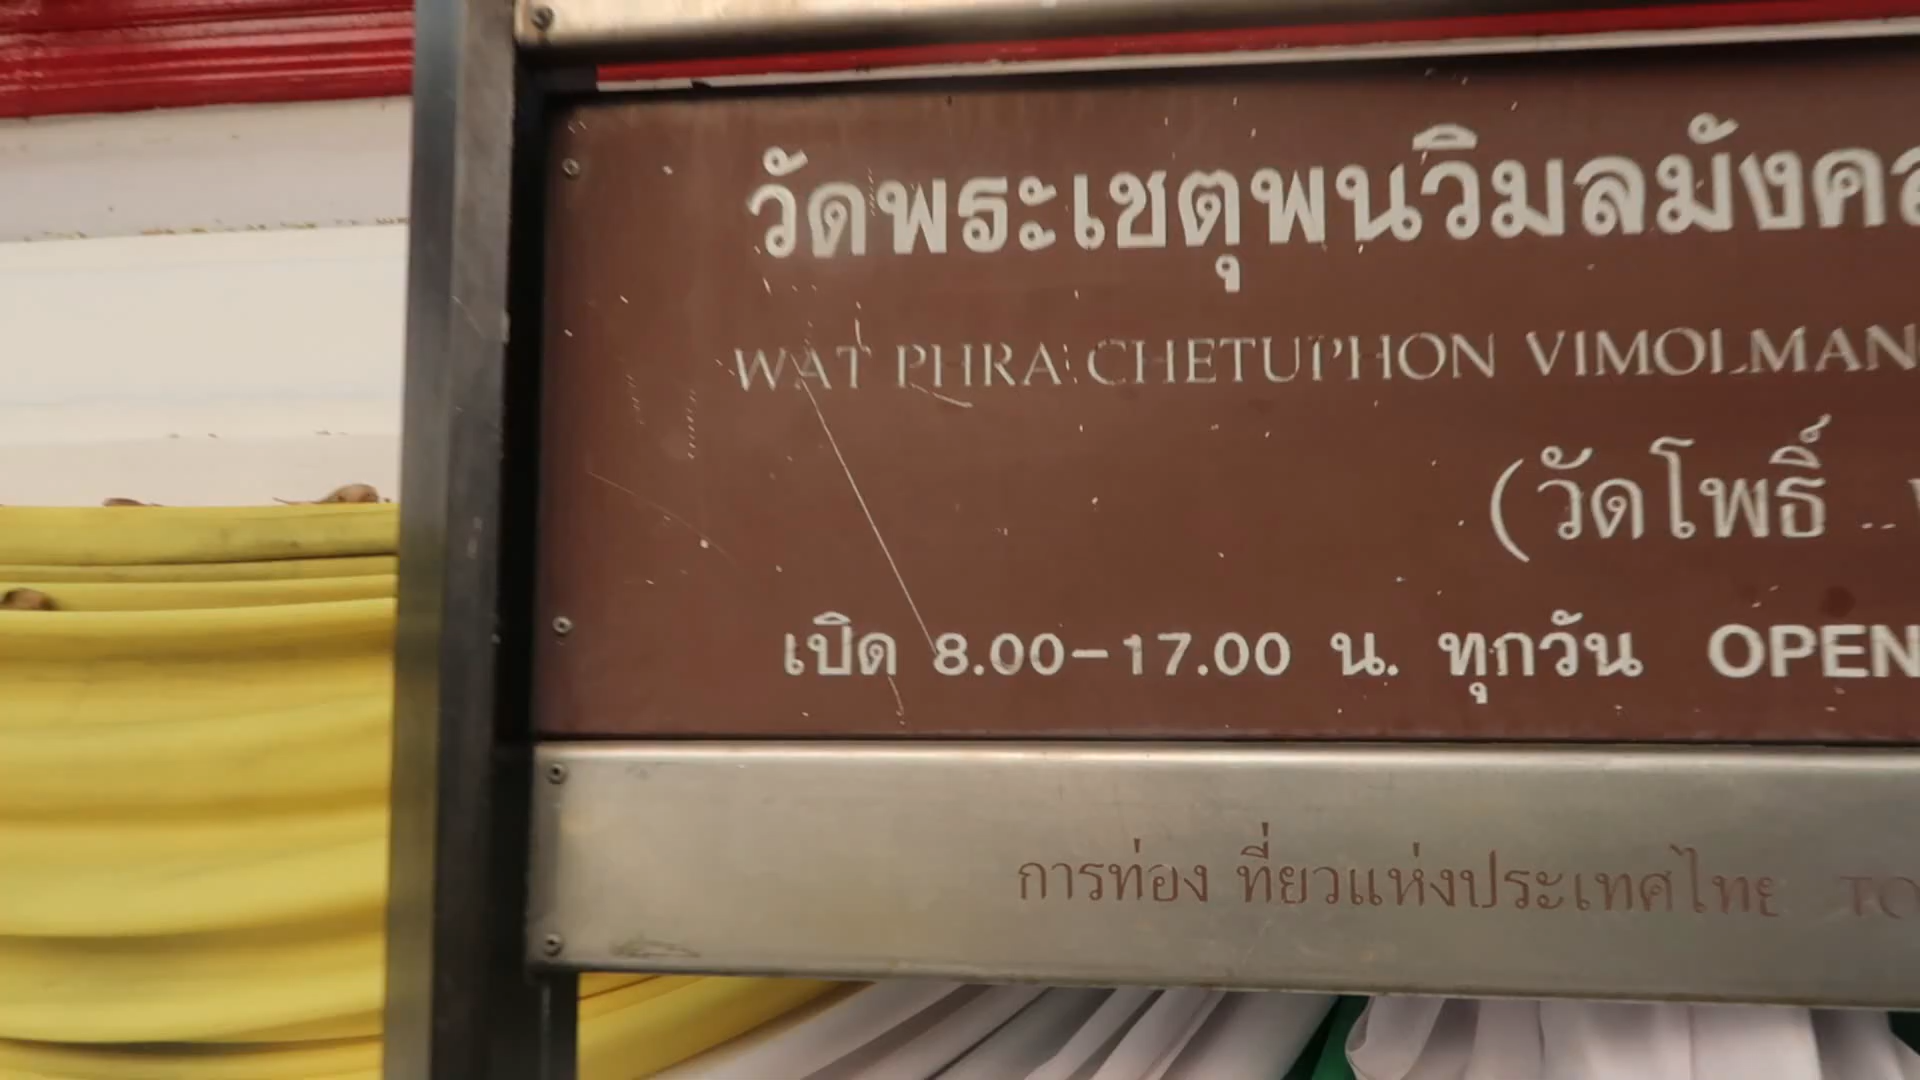 วัดพระเชตุพนวิมลมังคล
WAT PHRA CHETUPHON VIMOLMANG
(วัดโพธิ์
เปิด 8.00-17.00 น. ทุกวัน OPEN
การท่อง ที่ยวแห่งประเทศไทย TO